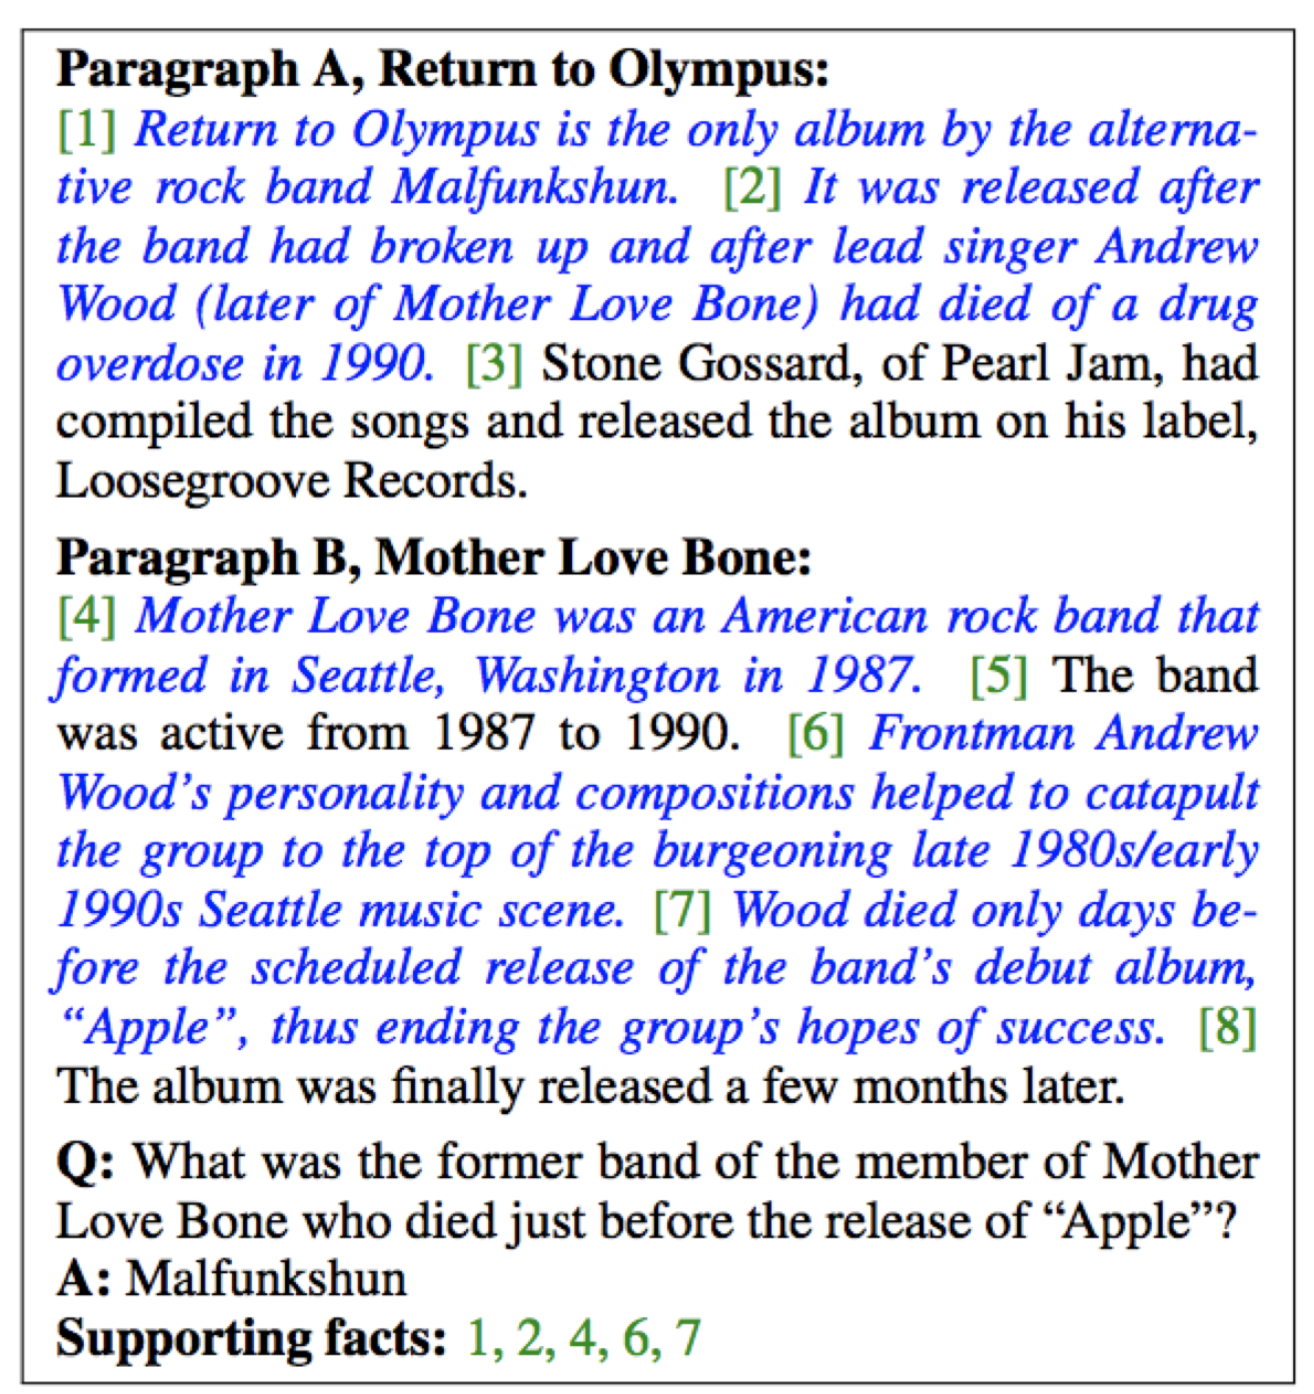 Paragraph A, Return to Olympus:
[1] Return to Olympus is the only album by the alterna-
tive rock band Malfunkshun. [2] It was released after
the band had broken up and after lead singer Andrew
Wood (later of Mother Love Bone) had died of a drug
overdose in 1990. [3] Stone Gossard, of Pearl Jam, had
compiled the songs and released the album on his label,
Loosegroove Records.
Paragraph B, Mother Love Bone:
[4] Mother Love Bone was an American rock band that
formed in Seattle, Washington in 1987. [5] The band
was active from 1987 to 1990. [6] Frontman Andrew
Wood’s personality and compositions helped to catapult
the group to the top of the burgeoning late 1980s/early
1990s Seattle music scene. [7] Wood died only days be-
fore the scheduled release of the band’s debut album,
“Apple”, thus ending the group’s hopes of success. [8]
The album was finally released a few months later.
Q: What was the former band of the member of Mother
Love Bone who died just before the release of “Apple”?
A: Malfunkshun
Supporting facts: 1, 2, 4, 6, 7